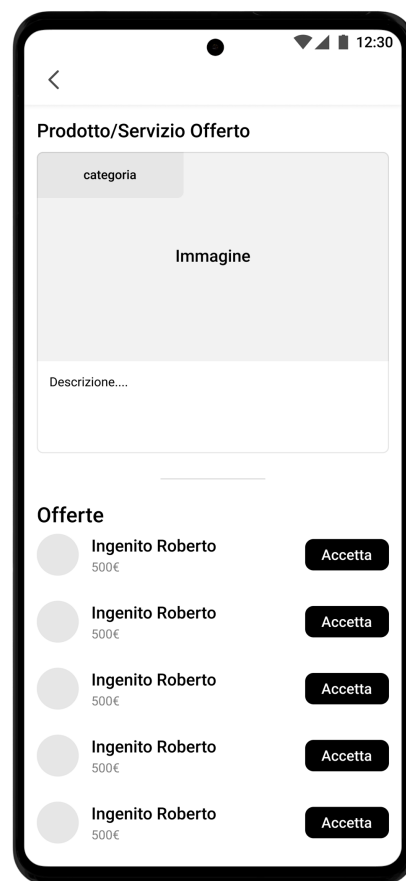 12:30
Prodotto/Servizio Offerto
categoria
Immagine
Descrizione....
Offerte
Ingenito Roberto
500€
Accetta
Ingenito Roberto
500€
Accetta
Ingenito Roberto
500€
Accetta
Ingenito Roberto
500€
Accetta
Ingenito Roberto
500€
Accetta